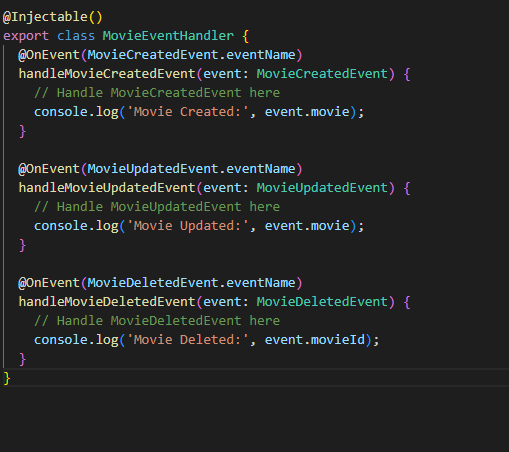 @Injectable()
export class MovieEventHandler {
  @OnEvent(MovieCreatedEvent.eventName)
  handleMovieCreatedEvent(event: MovieCreatedEvent) {
    // Handle MovieCreatedEvent here
    console.log('Movie Created:', event.movie);
  }

  @OnEvent(MovieUpdatedEvent.eventName)
  handleMovieUpdatedEvent(event: MovieUpdatedEvent) {
    // Handle MovieUpdatedEvent here
    console.log('Movie Updated:', event.movie);
  }

  @OnEvent(MovieDeletedEvent.eventName)
  handleMovieDeletedEvent(event: MovieDeletedEvent) {
    // Handle MovieDeletedEvent here
    console.log('Movie Deleted:', event.movieId);
  }
}